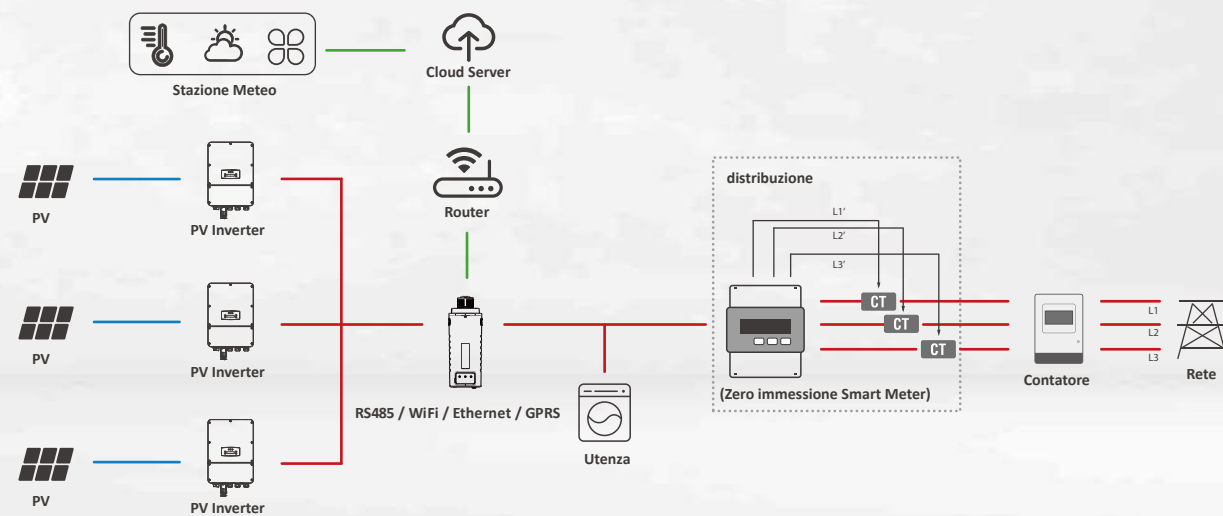 Stazione Meteo
Cloud Server
Router
PV
PV Inverter
PV
PV Inverter
PV
PV Inverter
RS485 / WiFi / Ethernet / GPRS
Utenza
distribuzione
L1'
L2'
L3'
CT
CT
CT
(Zero immissione Smart Meter)
Contatore
L1
L2
L3
Rete